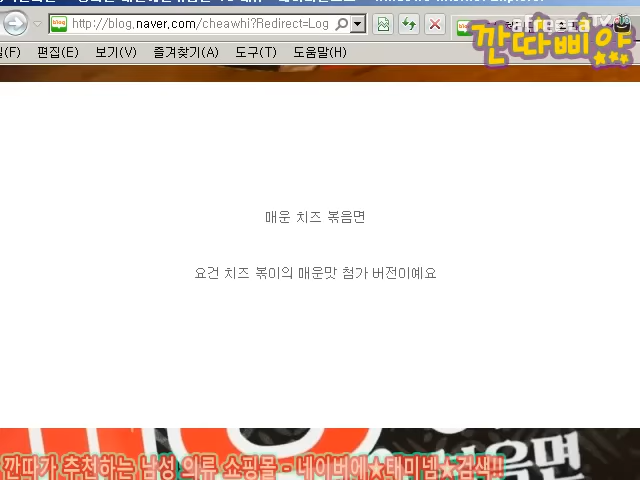 http://blog.naver.com/cheawhi?Redirect=Log
afreecaTV
깐따삐야
편집(E) 보기(V) 즐겨찾기(A) 도구(T) 도움말(H)
매운 치즈 볶음면
요건 치즈 볶이의 매운맛 첨가 버전이예요
깐따가 추천하는 남성 의류 쇼핑몰 - 네이버에★태미넴★검색!!